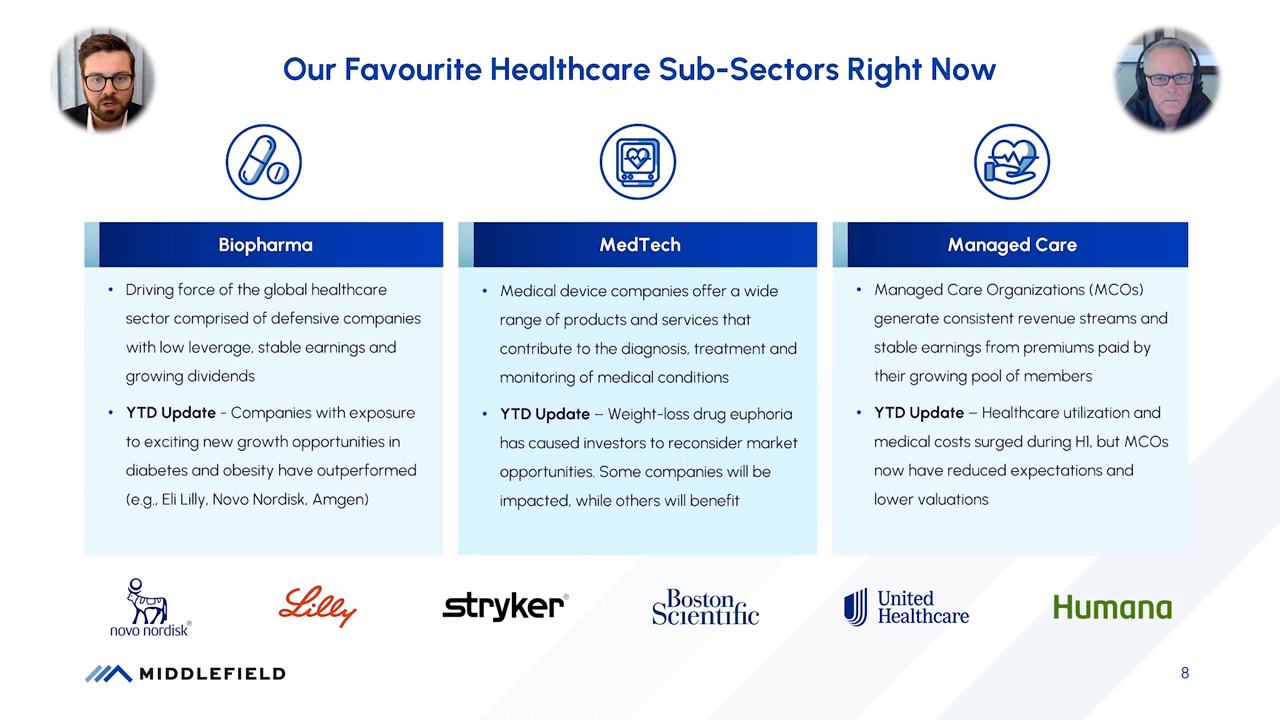 Our Favourite Healthcare Sub-Sectors Right Now
Biopharma
• Driving force of the global healthcare
sector comprised of defensive companies
with low leverage, stable earnings and
growing dividends
• YTD Update - Companies with exposure
to exciting new growth opportunities in
diabetes and obesity have outperformed
(e.g., Eli Lilly, Novo Nordisk, Amgen)
MedTech
• Medical device companies offer a wide
range of products and services that
contribute to the diagnosis, treatment and
monitoring of medical conditions
• YTD Update – Weight-loss drug euphoria
has caused investors to reconsider market
opportunities. Some companies will be
impacted, while others will benefit
Managed Care
• Managed Care Organizations (MCOs)
generate consistent revenue streams and
stable earnings from premiums paid by
their growing pool of members
• YTD Update – Healthcare utilization and
medical costs surged during H1, but MCOs
now have reduced expectations and
lower valuations
novo nordisk®
Lilly
stryker®
Boston
Scientific
United
Healthcare
Humana
MIDDLEFIELD
8